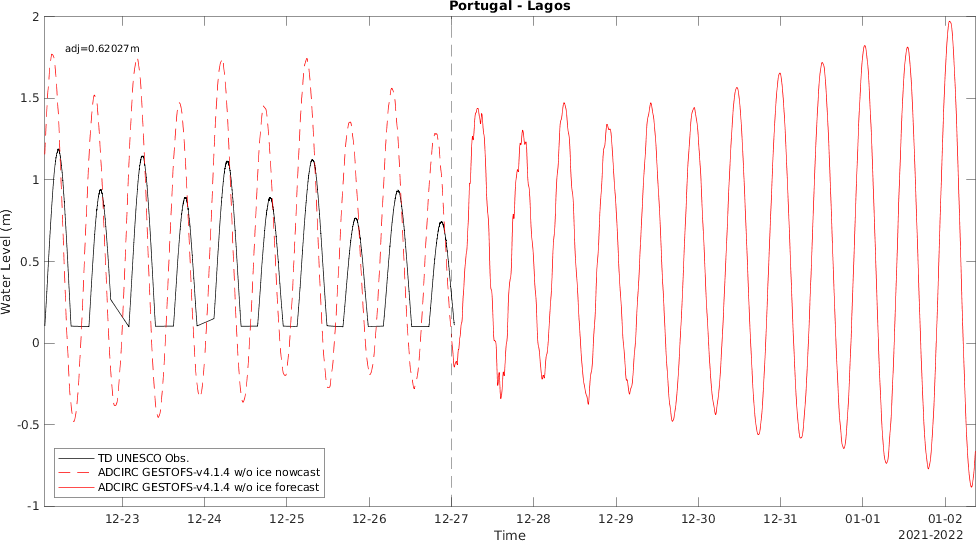 Portugal - Lagos
adj=0.62027m
Water Level (m)
2
1.5
1
0.5
0
-0.5
-1
TD UNESCO Obs.
ADCIRC GESTOFS-v4.1.4 w/o ice nowcast
ADCIRC GESTOFS-v4.1.4 w/o ice forecast
12-23 12-24 12-25 12-26 12-27 12-28 12-29 12-30 12-31 01-01 01-02
Time
2021-2022